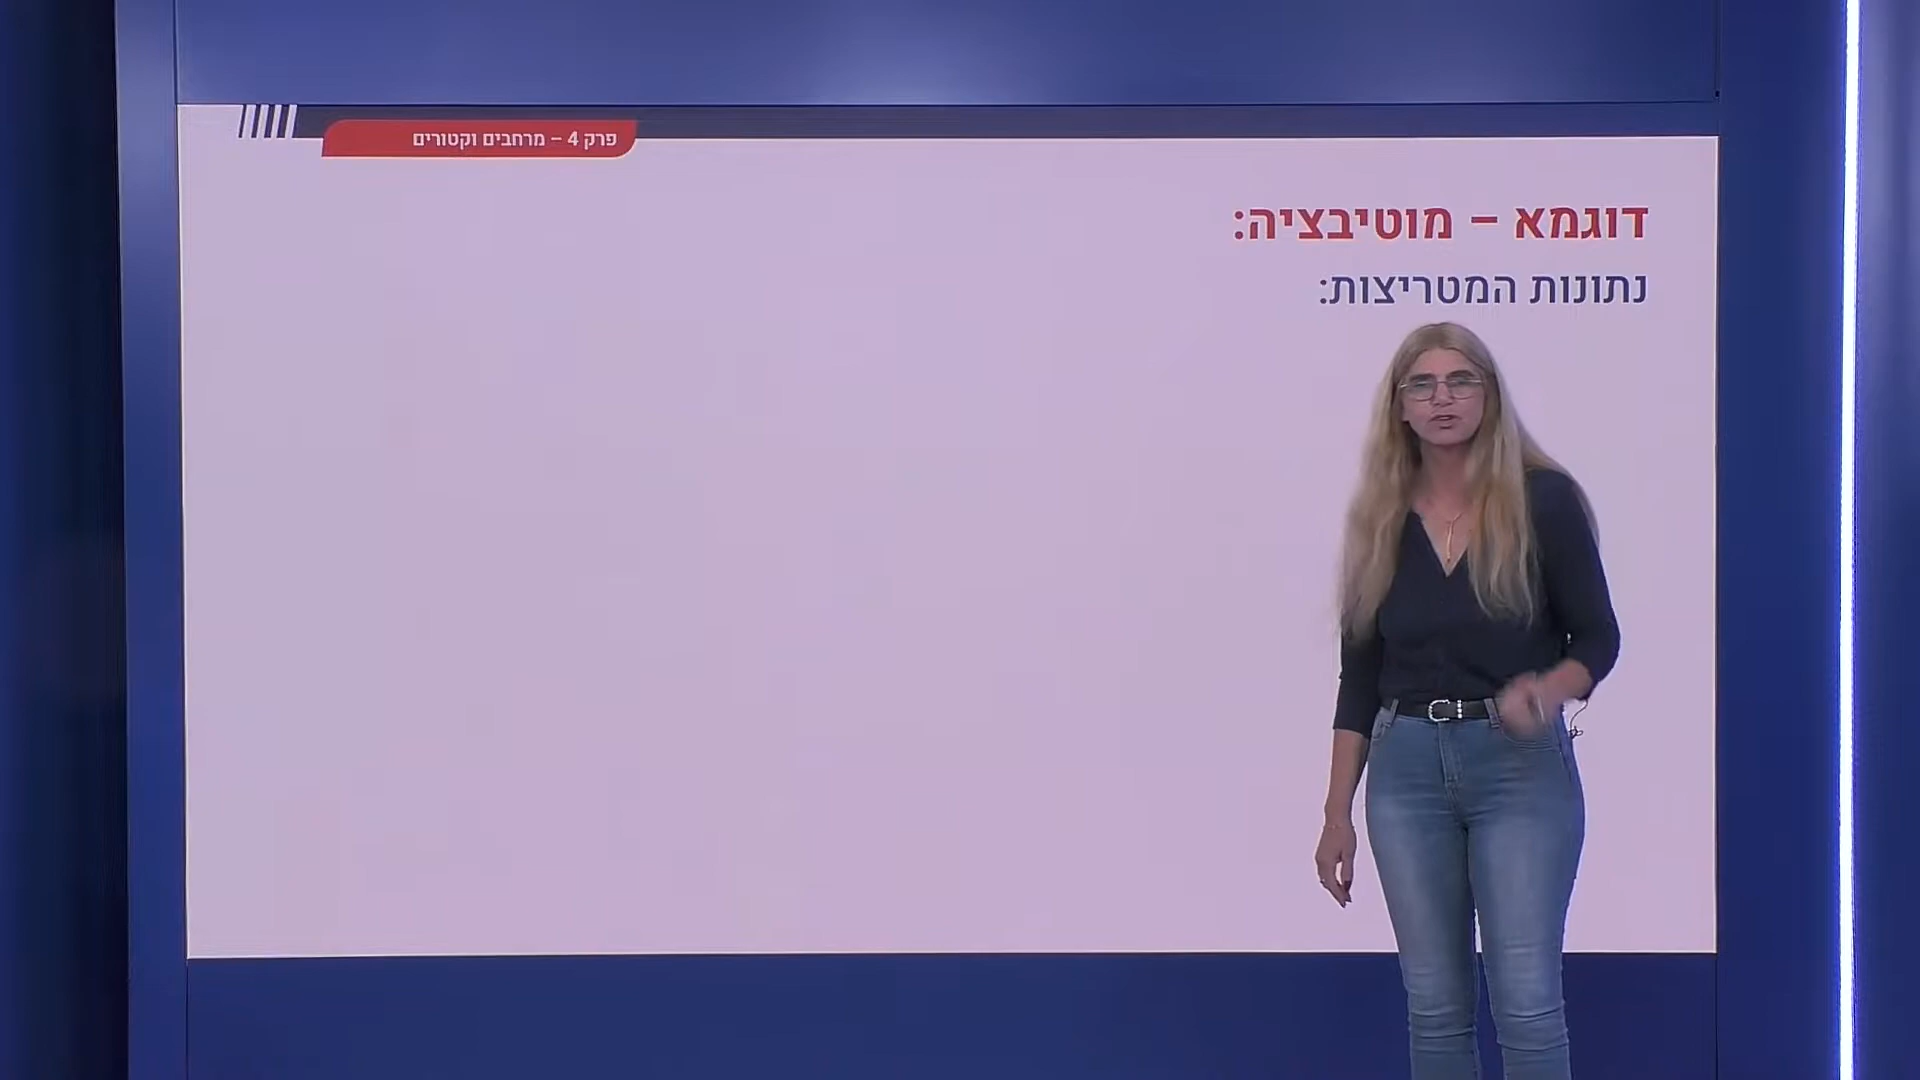 פרק 4 – מרחבים וקטורים
דוגמא – מוטיבציה:
נתונות המטריצות: